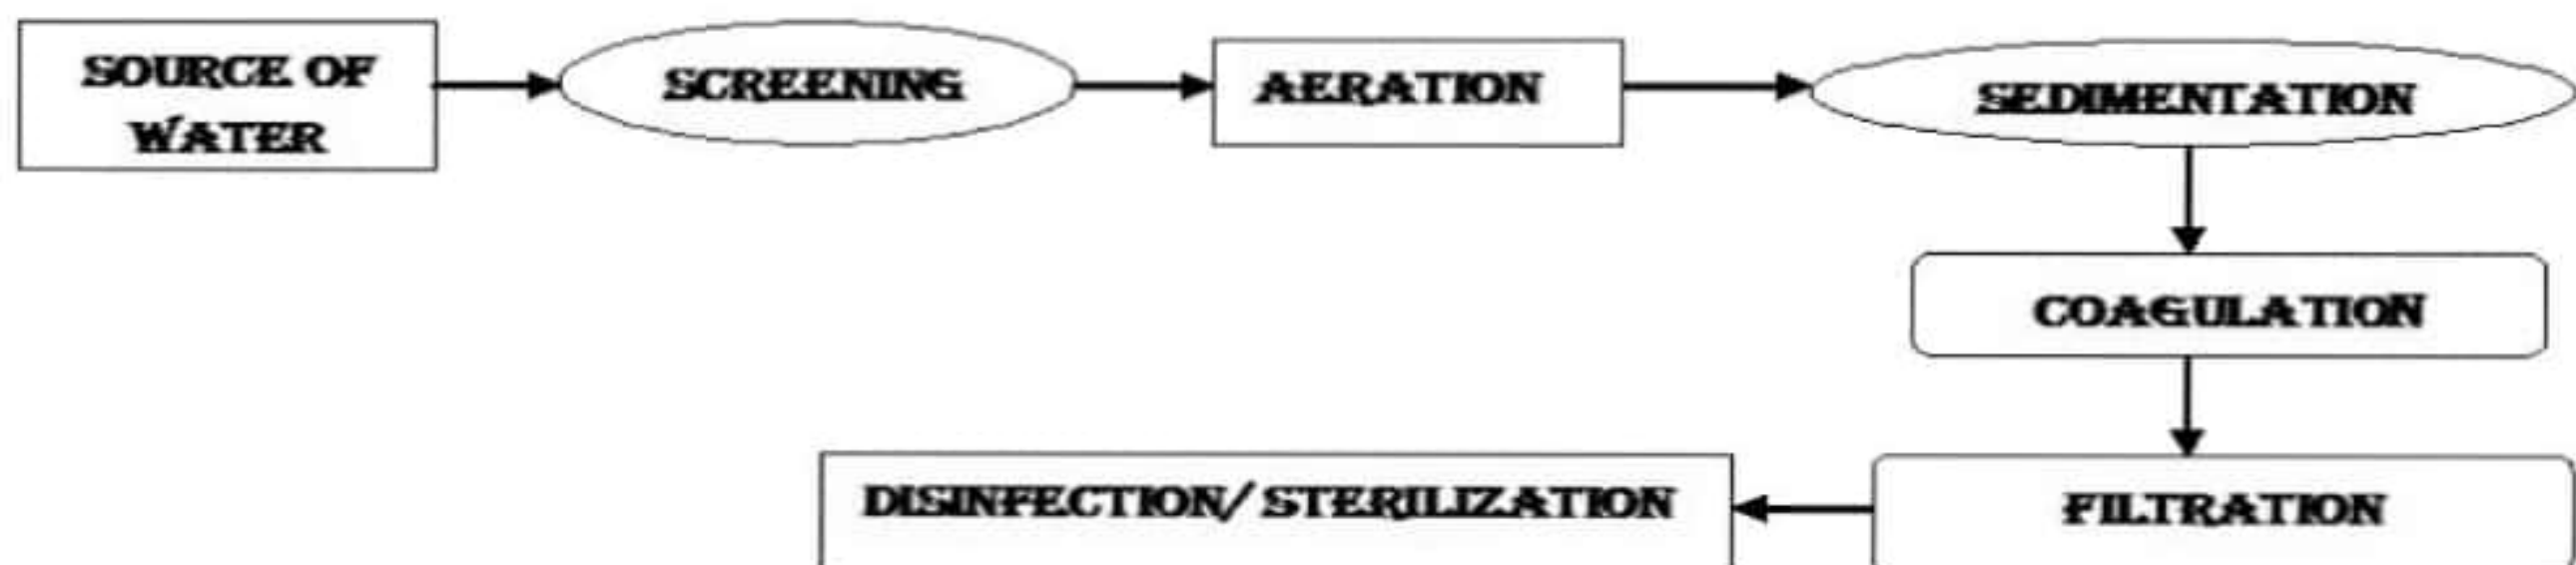 SOURCE OF
WATER
SCREENING
AERATION
SEDIMENTATION
COAGULATION
FILTRATION
DISINFECTION/ STERILIZATION